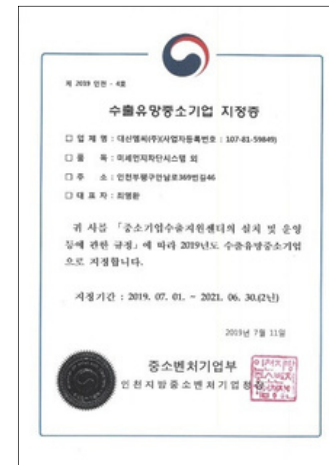 제 2019 인천 - 4호
수출유망중소기업 지정증
□ 업 체 명 : 대신엠씨(주)(사업자등록번호 : 107-81-59849)
□ 품 목 : 미세먼지차단시스템 외
□ 주 소 : 인천부평구안남로369번길46
□ 대 표 자 : 최영환
귀 사를 「중소기업수출지원센터의 설치 및 운영
등에 관한 규정」에 따라 2019년도 수출유망중소기업
으로 지정합니다.
지정기간 : 2019. 07. 01. ~ 2021. 06. 30.(2년)
2019년 7월 11일
중소벤처기업부
인천지방중소벤처기업청장